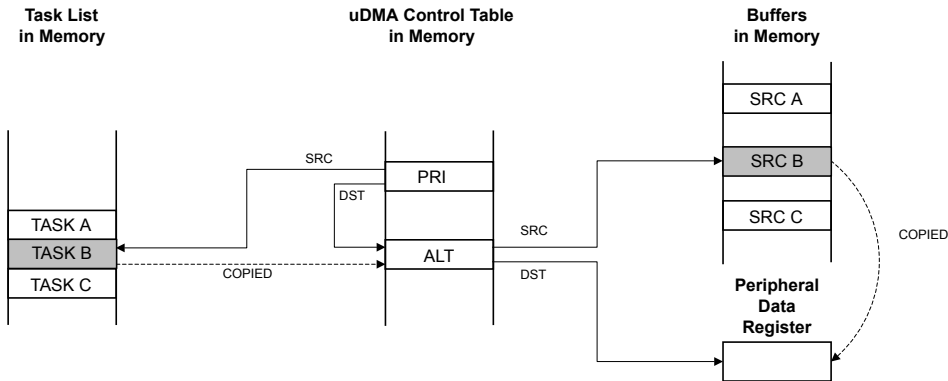 Task List
in Memory
uDMA Control Table
in Memory
Buffers
in Memory
SRC A
SRC
SRC B
PRI
DST
TASK A
SRC C
SRC
COPIED
TASK B
ALT
COPIED
DST
TASK C
Peripheral
Data
Register